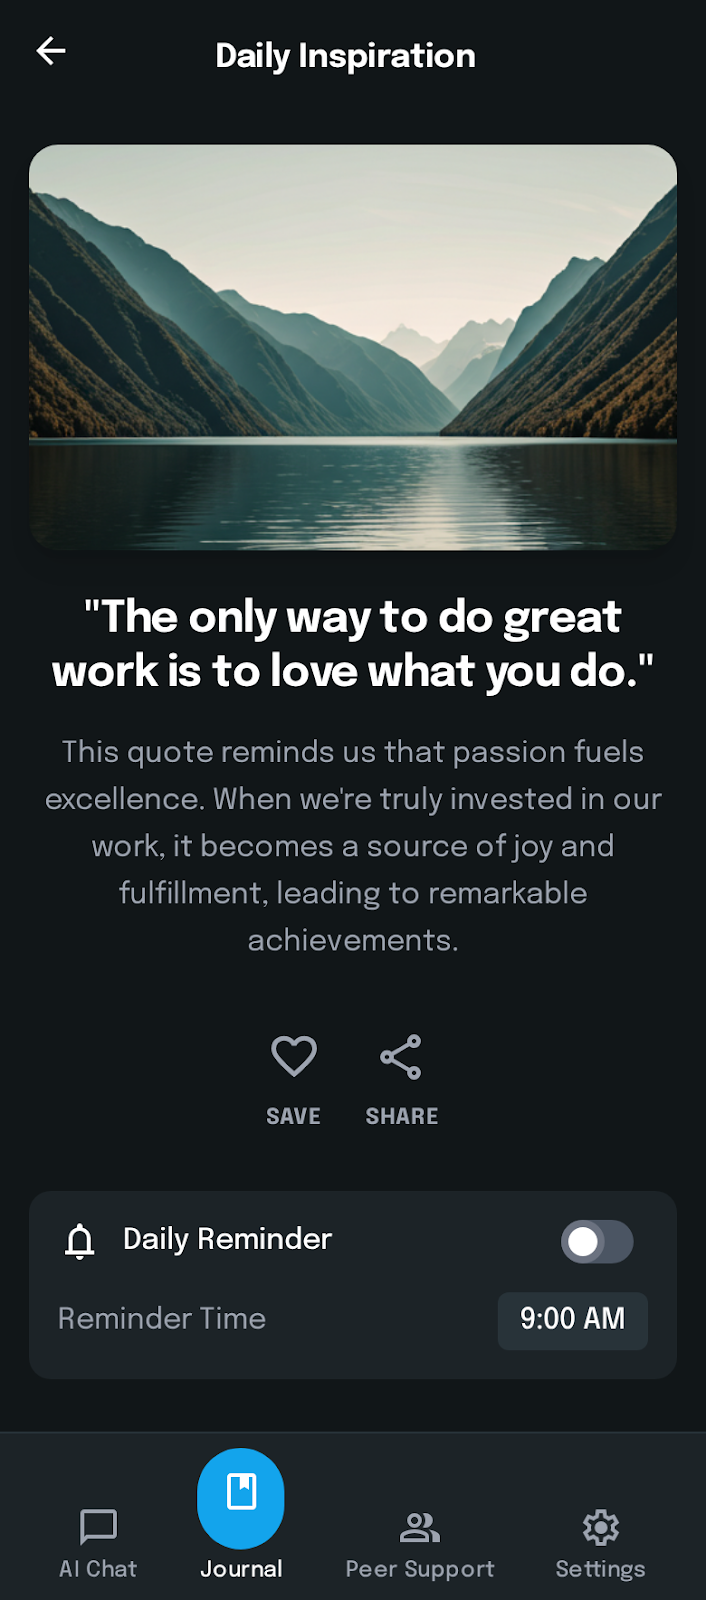 Daily Inspiration
"The only way to do great
work is to love what you do."
This quote reminds us that passion fuels
excellence. When we're truly invested in our
work, it becomes a source of joy and
fulfillment, leading to remarkable
achievements.
SAVE SHARE
Daily Reminder
Reminder Time 9:00 AM
AI Chat Journal Peer Support Settings